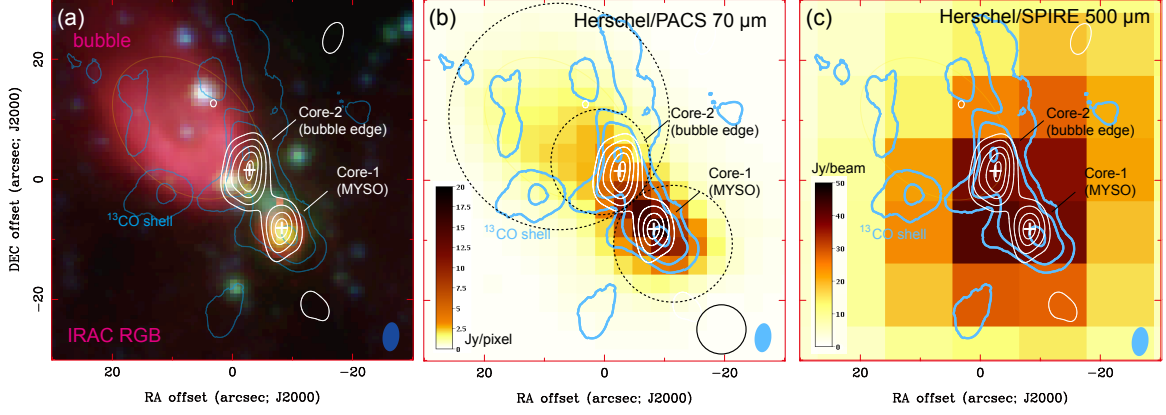 (a)
bubble
Core-2
(bubble edge)
Core-1
(MYSO)
¹³CO shell
IRAC RGB
DEC offset (arcsec; J2000)
20
0
−20
20
0
−20
RA offset (arcsec; J2000)
(b)
Herschel/PACS 70 μm
Core-2
(bubble edge)
Core-1
(MYSO)
¹³CO shell
20
17.5
15
12.5
10
7.5
5
2.5
0
Jy/pixel
20
0
−20
RA offset (arcsec; J2000)
(c)
Herschel/SPIRE 500 μm
Core-2
(bubble edge)
Core-1
(MYSO)
Jy/beam
¹³CO shell
50
40
30
20
10
0
20
0
−20
RA offset (arcsec; J2000)